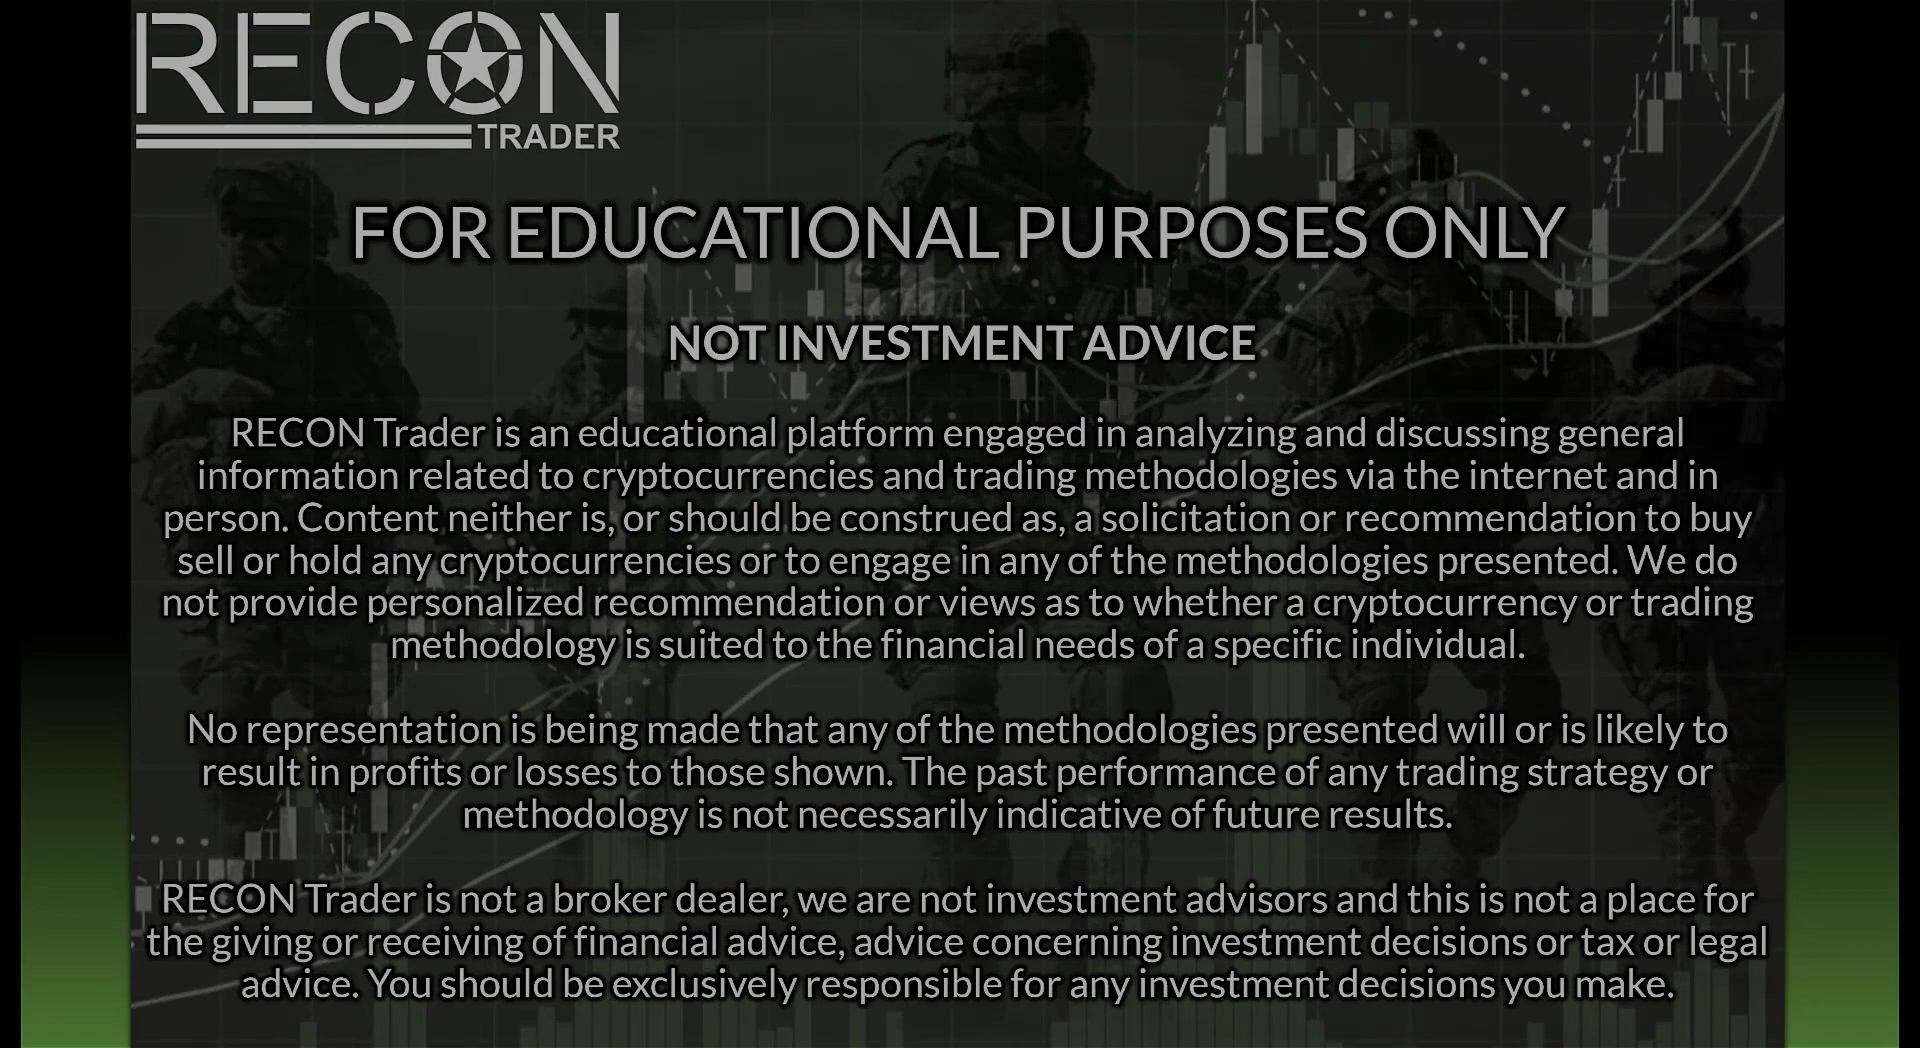 RECON
TRADER
FOR EDUCATIONAL PURPOSES ONLY
NOT INVESTMENT ADVICE
RECON Trader is an educational platform engaged in analyzing and discussing general
information related to cryptocurrencies and trading methodologies via the internet and in
person. Content neither is, or should be construed as, a solicitation or recommendation to buy
sell or hold any cryptocurrencies or to engage in any of the methodologies presented. We do
not provide personalized recommendation or views as to whether a cryptocurrency or trading
methodology is suited to the financial needs of a specific individual.
No representation is being made that any of the methodologies presented will or is likely to
result in profits or losses to those shown. The past performance of any trading strategy or
methodology is not necessarily indicative of future results.
RECON Trader is not a broker dealer, we are not investment advisors and this is not a place for
the giving or receiving of financial advice, advice concerning investment decisions or tax or legal
advice. You should be exclusively responsible for any investment decisions you make.